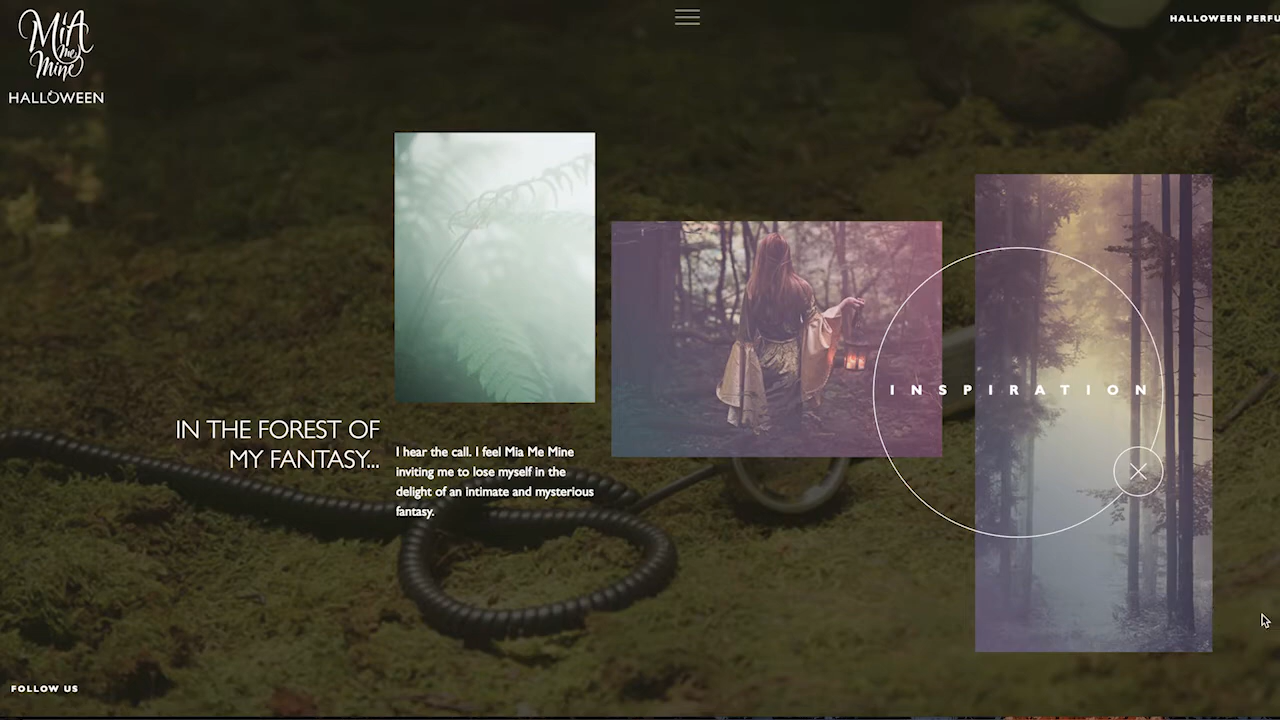 MiA
Me
Mine
HALLOWEEN
HALLOWEEN PERFU
INSPIRATION
IN THE FOREST OF
MY FANTASY...
I hear the call. I feel Mia Me Mine
inviting me to lose myself in the
delight of an intimate and mysterious
fantasy.
FOLLOW US